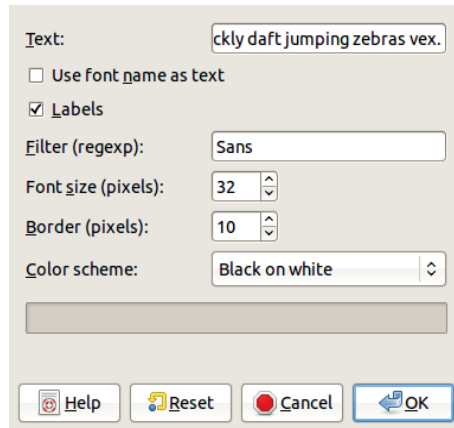 Text: ckly daft jumping zebras vex.
Use font name as text
Labels
Filter (regexp): Sans
Font size (pixels): 32
Border (pixels): 10
Color scheme: Black on white
Help Reset Cancel OK